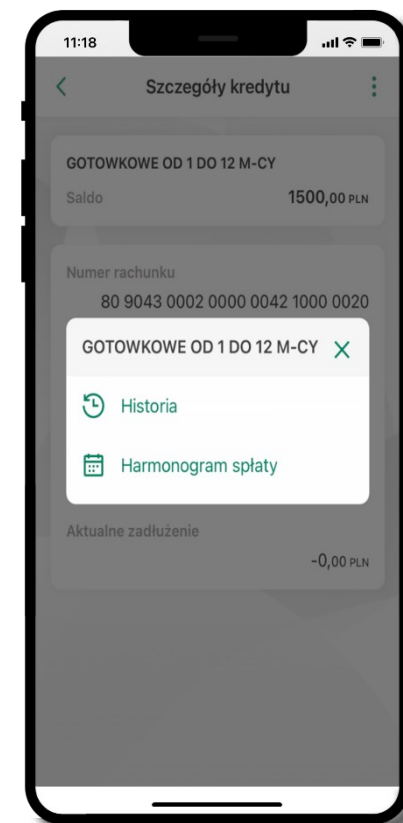 11:18
Szczegóły kredytu
GOTOWKOWE OD 1 DO 12 M-CY
Saldo 1500,00 PLN
Numer rachunku
80 9043 0002 0000 0042 1000 0020
GOTOWKOWE OD 1 DO 12 M-CY
Historia
Harmonogram spłaty
Aktualne zadłużenie
-0,00 PLN